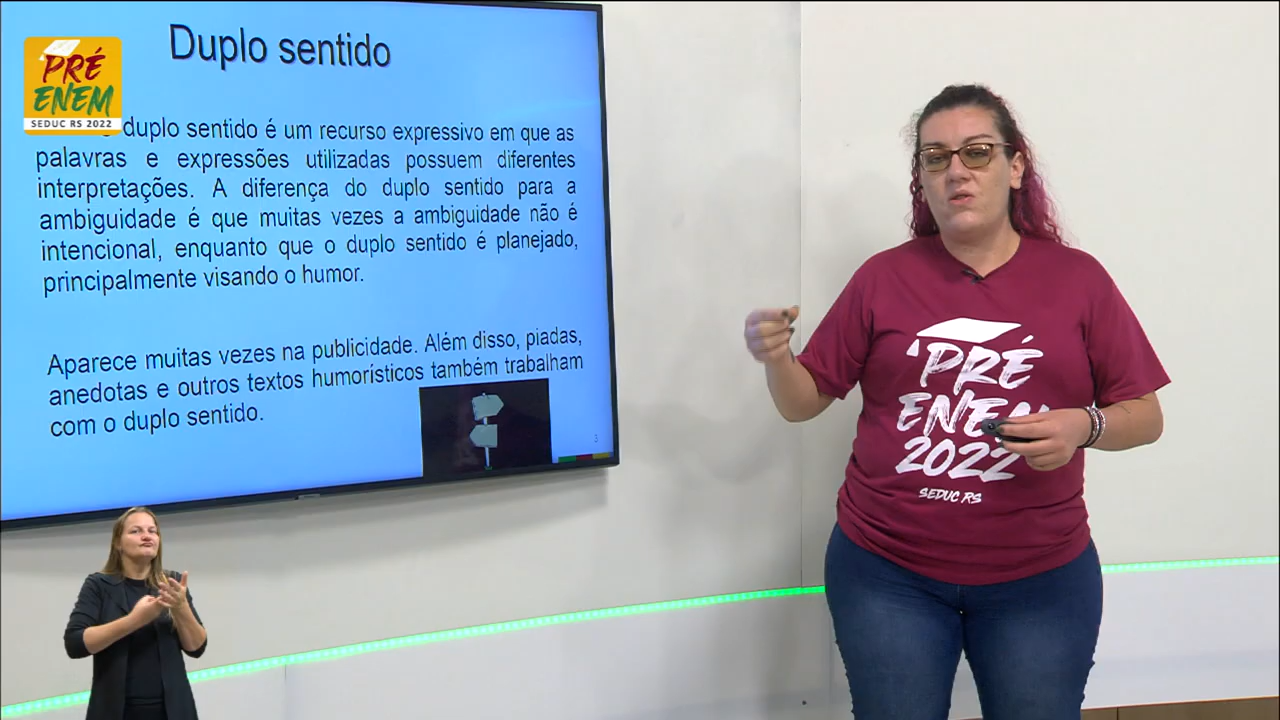 Duplo sentido
PRÉ
ENEM
SEDUC RS 2022
duplo sentido é um recurso expressivo em que as
palavras e expressões utilizadas possuem diferentes
interpretações. A diferença do duplo sentido para a
ambiguidade é que muitas vezes a ambiguidade não é
intencional, enquanto que o duplo sentido é planejado,
principalmente visando o humor.
Aparece muitas vezes na publicidade. Além disso, piadas,
anedotas e outros textos humorísticos também trabalham
com o duplo sentido.
PRÉ
ENEM
2022
SEDUC RS